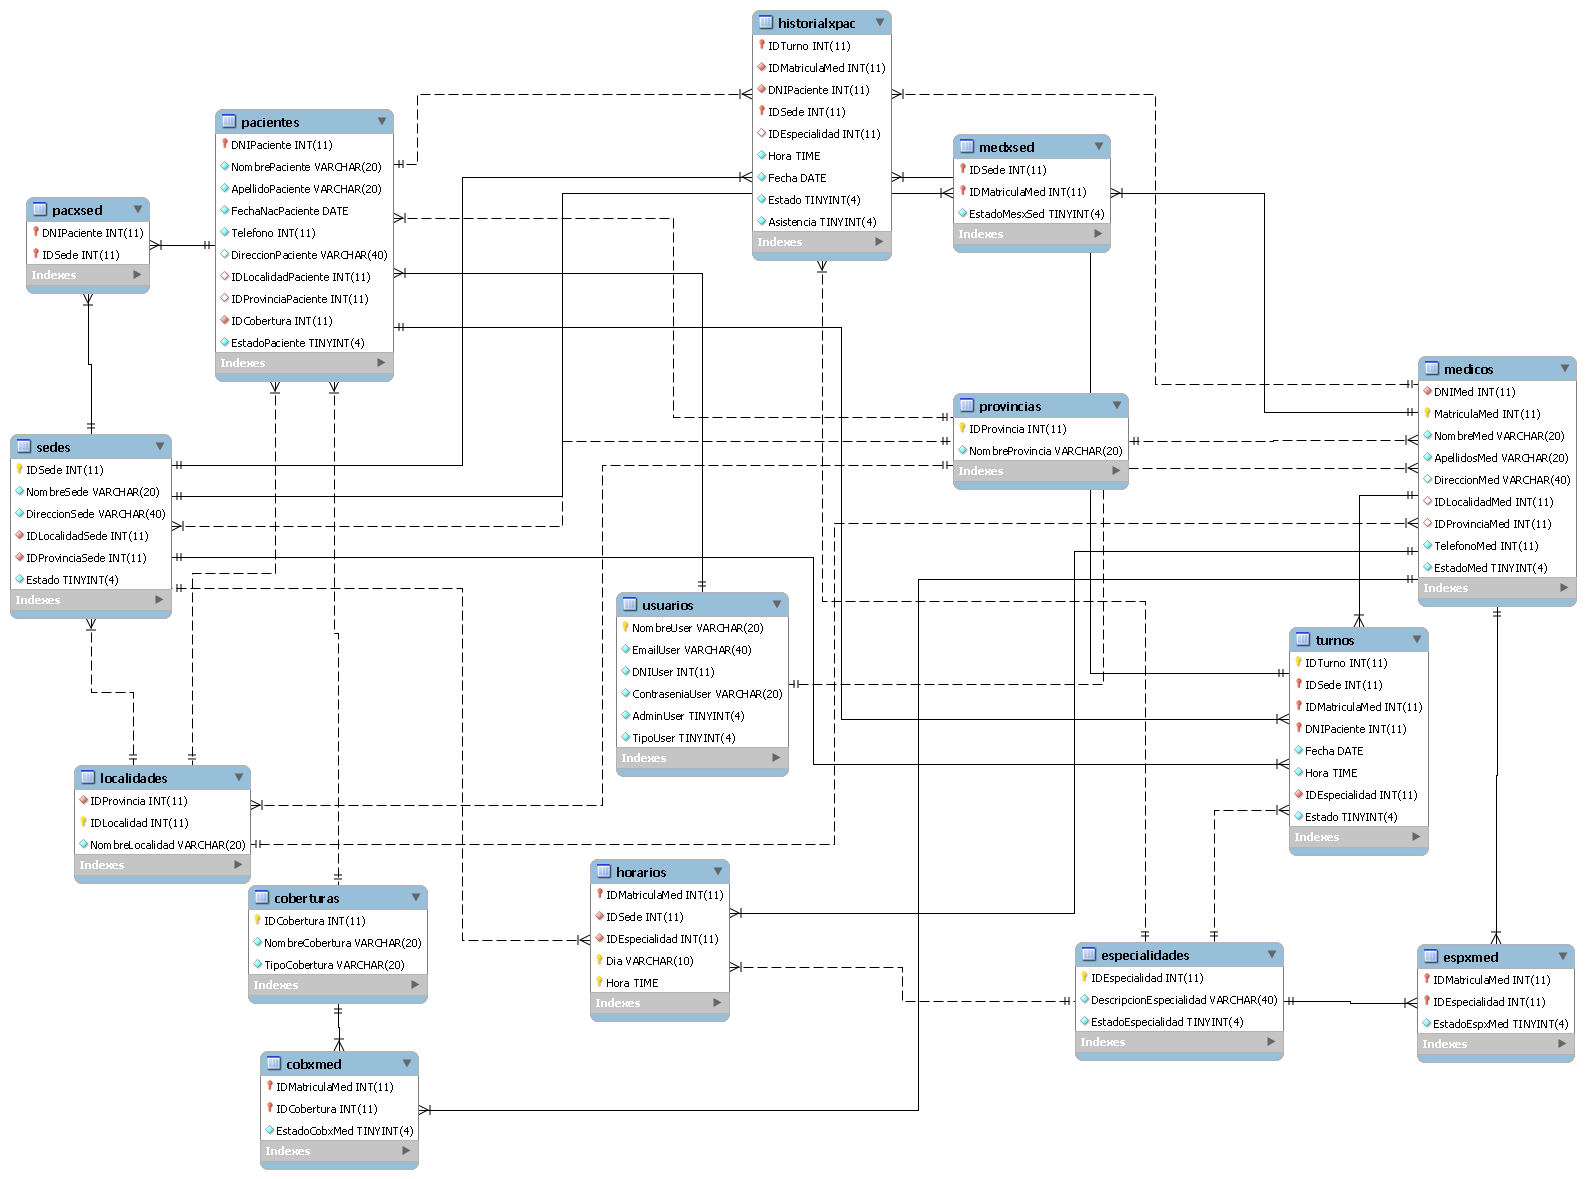 historialxpac
IDTurno INT(11)
IDMatriculaMed INT(11)
DNIPaciente INT(11)
IDSede INT(11)
IDEspecialidad INT(11)
Hora TIME
Fecha DATE
Estado TINYINT(4)
Asistencia TINYINT(4)
Indexes
pacientes
DNIPaciente INT(11)
NombrePaciente VARCHAR(20)
ApellidoPaciente VARCHAR(20)
FechaNacPaciente DATE
Telefono INT(11)
DireccionPaciente VARCHAR(40)
IDLocalidadPaciente INT(11)
IDProvinciaPaciente INT(11)
IDCobertura INT(11)
EstadoPaciente TINYINT(4)
Indexes
medxsed
IDSede INT(11)
IDMatriculaMed INT(11)
EstadoMesxSed TINYINT(4)
Indexes
pacxsed
DNIPaciente INT(11)
IDSede INT(11)
Indexes
medicos
DNIMed INT(11)
MatriculaMed INT(11)
NombreMed VARCHAR(20)
ApellidosMed VARCHAR(20)
DireccionMed VARCHAR(40)
IDLocalidadMed INT(11)
IDProvinciaMed INT(11)
TelefonoMed INT(11)
EstadoMed TINYINT(4)
Indexes
provincias
IDProvincia INT(11)
NombreProvincia VARCHAR(20)
Indexes
sedes
IDSede INT(11)
NombreSede VARCHAR(20)
DireccionSede VARCHAR(40)
IDLocalidadSede INT(11)
IDProvinciaSede INT(11)
Estado TINYINT(4)
Indexes
usuarios
NombreUser VARCHAR(20)
EmailUser VARCHAR(40)
DNIUser INT(11)
ContraseniaUser VARCHAR(20)
AdminUser TINYINT(4)
TipoUser TINYINT(4)
Indexes
turnos
IDTurno INT(11)
IDSede INT(11)
IDMatriculaMed INT(11)
DNIPaciente INT(11)
Fecha DATE
Hora TIME
IDEspecialidad INT(11)
Estado TINYINT(4)
Indexes
localidades
IDProvincia INT(11)
IDLocalidad INT(11)
NombreLocalidad VARCHAR(20)
Indexes
coberturas
IDCobertura INT(11)
NombreCobertura VARCHAR(20)
TipoCobertura VARCHAR(20)
Indexes
horarios
IDMatriculaMed INT(11)
IDSede INT(11)
IDEspecialidad INT(11)
Dia VARCHAR(10)
Hora TIME
Indexes
especialidades
IDEspecialidad INT(11)
DescripcionEspecialidad VARCHAR(40)
EstadoEspecialidad TINYINT(4)
Indexes
espxmed
IDMatriculaMed INT(11)
IDEspecialidad INT(11)
EstadoEspxMed TINYINT(4)
Indexes
cobxmed
IDMatriculaMed INT(11)
IDCobertura INT(11)
EstadoCobxMed TINYINT(4)
Indexes